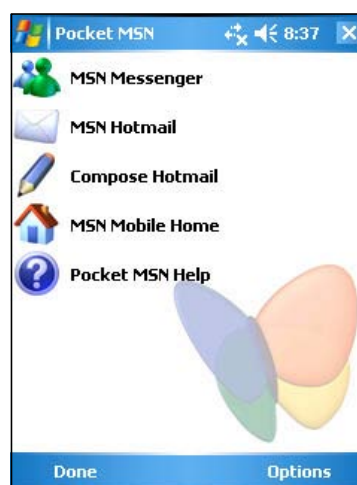 Pocket MSN 8:37
MSN Messenger
MSN Hotmail
Compose Hotmail
MSN Mobile Home
Pocket MSN Help
Done Options